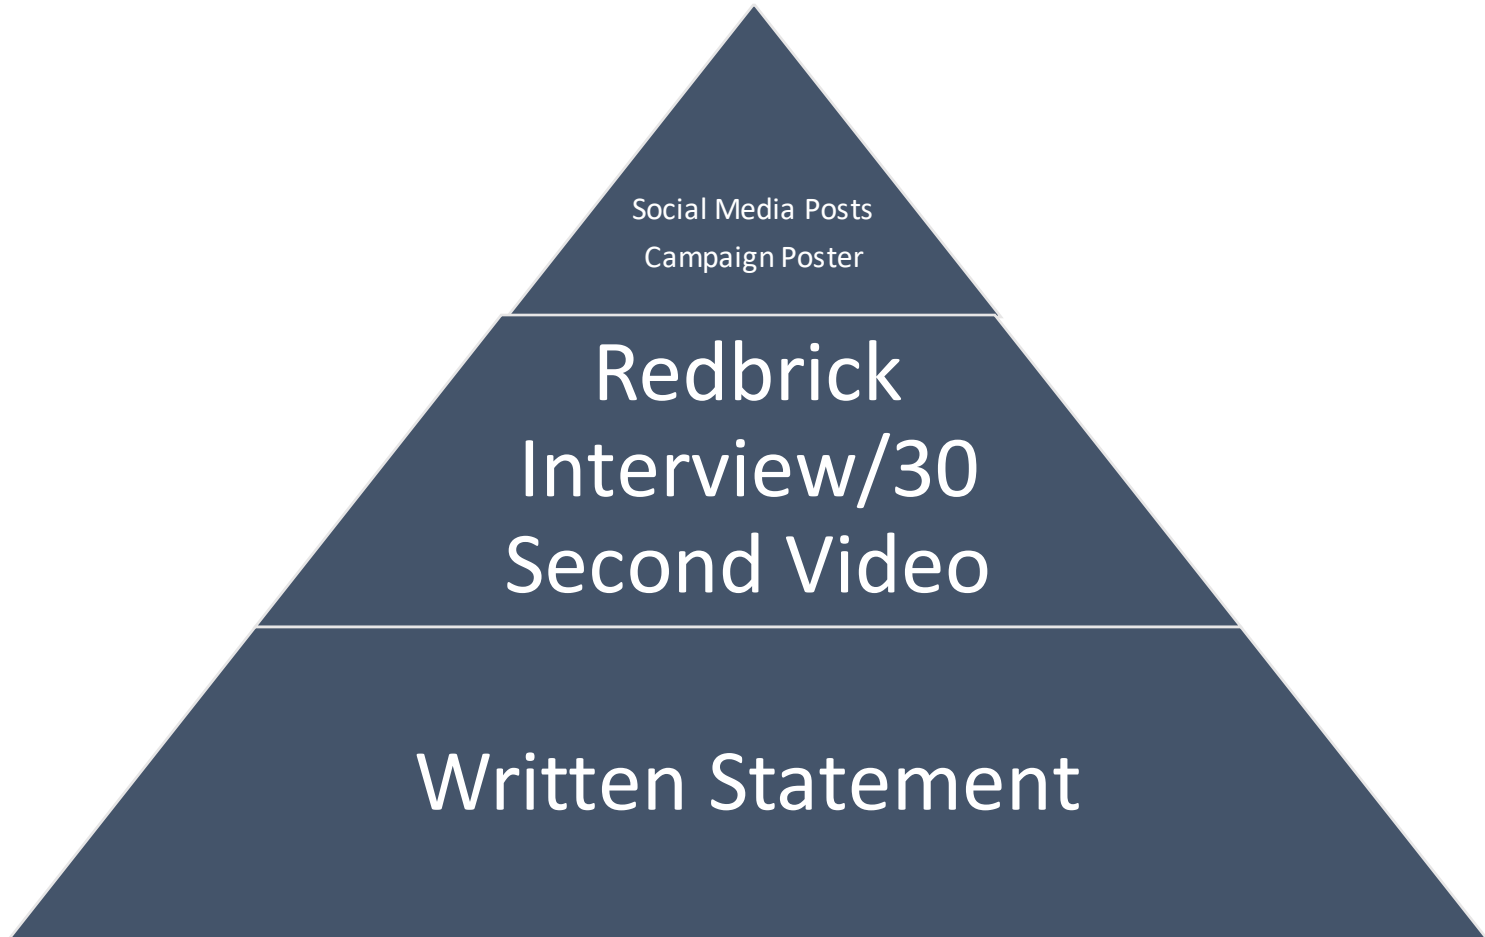 Social Media Posts
Campaign Poster
Redbrick
Interview/30
Second Video
Written Statement